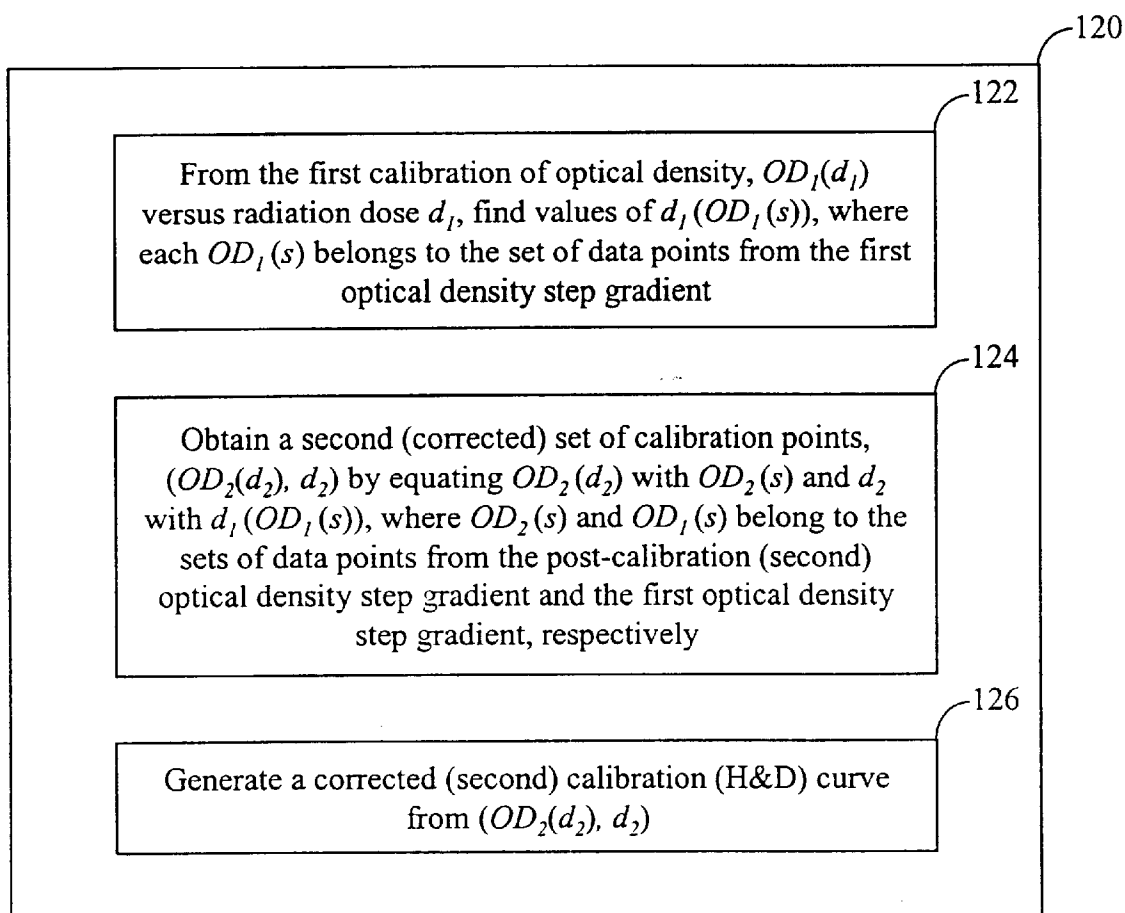 120
122
From the first calibration of optical density, OD₁(d₁)
versus radiation dose d₁, find values of d₁(OD₁(s)), where
each OD₁(s) belongs to the set of data points from the first
optical density step gradient
124
Obtain a second (corrected) set of calibration points,
(OD₂(d₂), d₂) by equating OD₂(d₂) with OD₂(s) and d₂
with d₁(OD₁(s)), where OD₂(s) and OD₁(s) belong to the
sets of data points from the post-calibration (second)
optical density step gradient and the first optical density
step gradient, respectively
126
Generate a corrected (second) calibration (H&D) curve
from (OD₂(d₂), d₂)